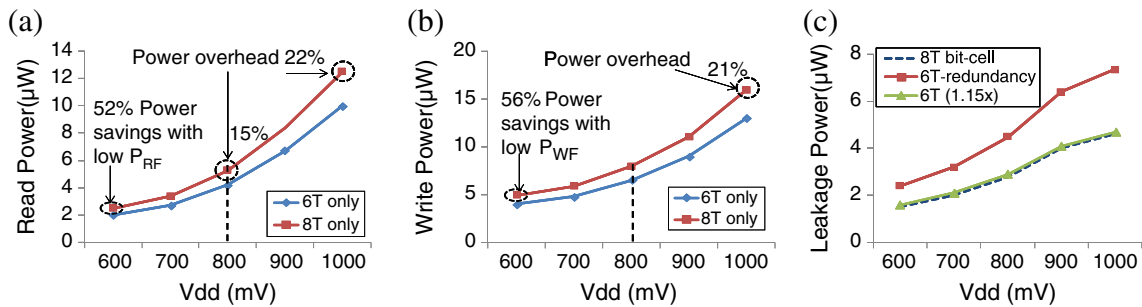 (a)
Read Power(µW)
14
12
10
8
6
4
2
0
600 700 800 900 1000
Vdd (mV)
Power overhead 22%
52% Power
savings with
low PRF
15%
6T only
8T only
(b)
Write Power(µW)
20
15
10
5
0
600 700 800 900 1000
Vdd (mV)
Power overhead
21%
56% Power
savings with
low PWF
6T only
8T only
(c)
Leakage Power(µW)
8
6
4
2
0
600 700 800 900 1000
Vdd (mV)
8T bit-cell
6T-redundancy
6T (1.15x)